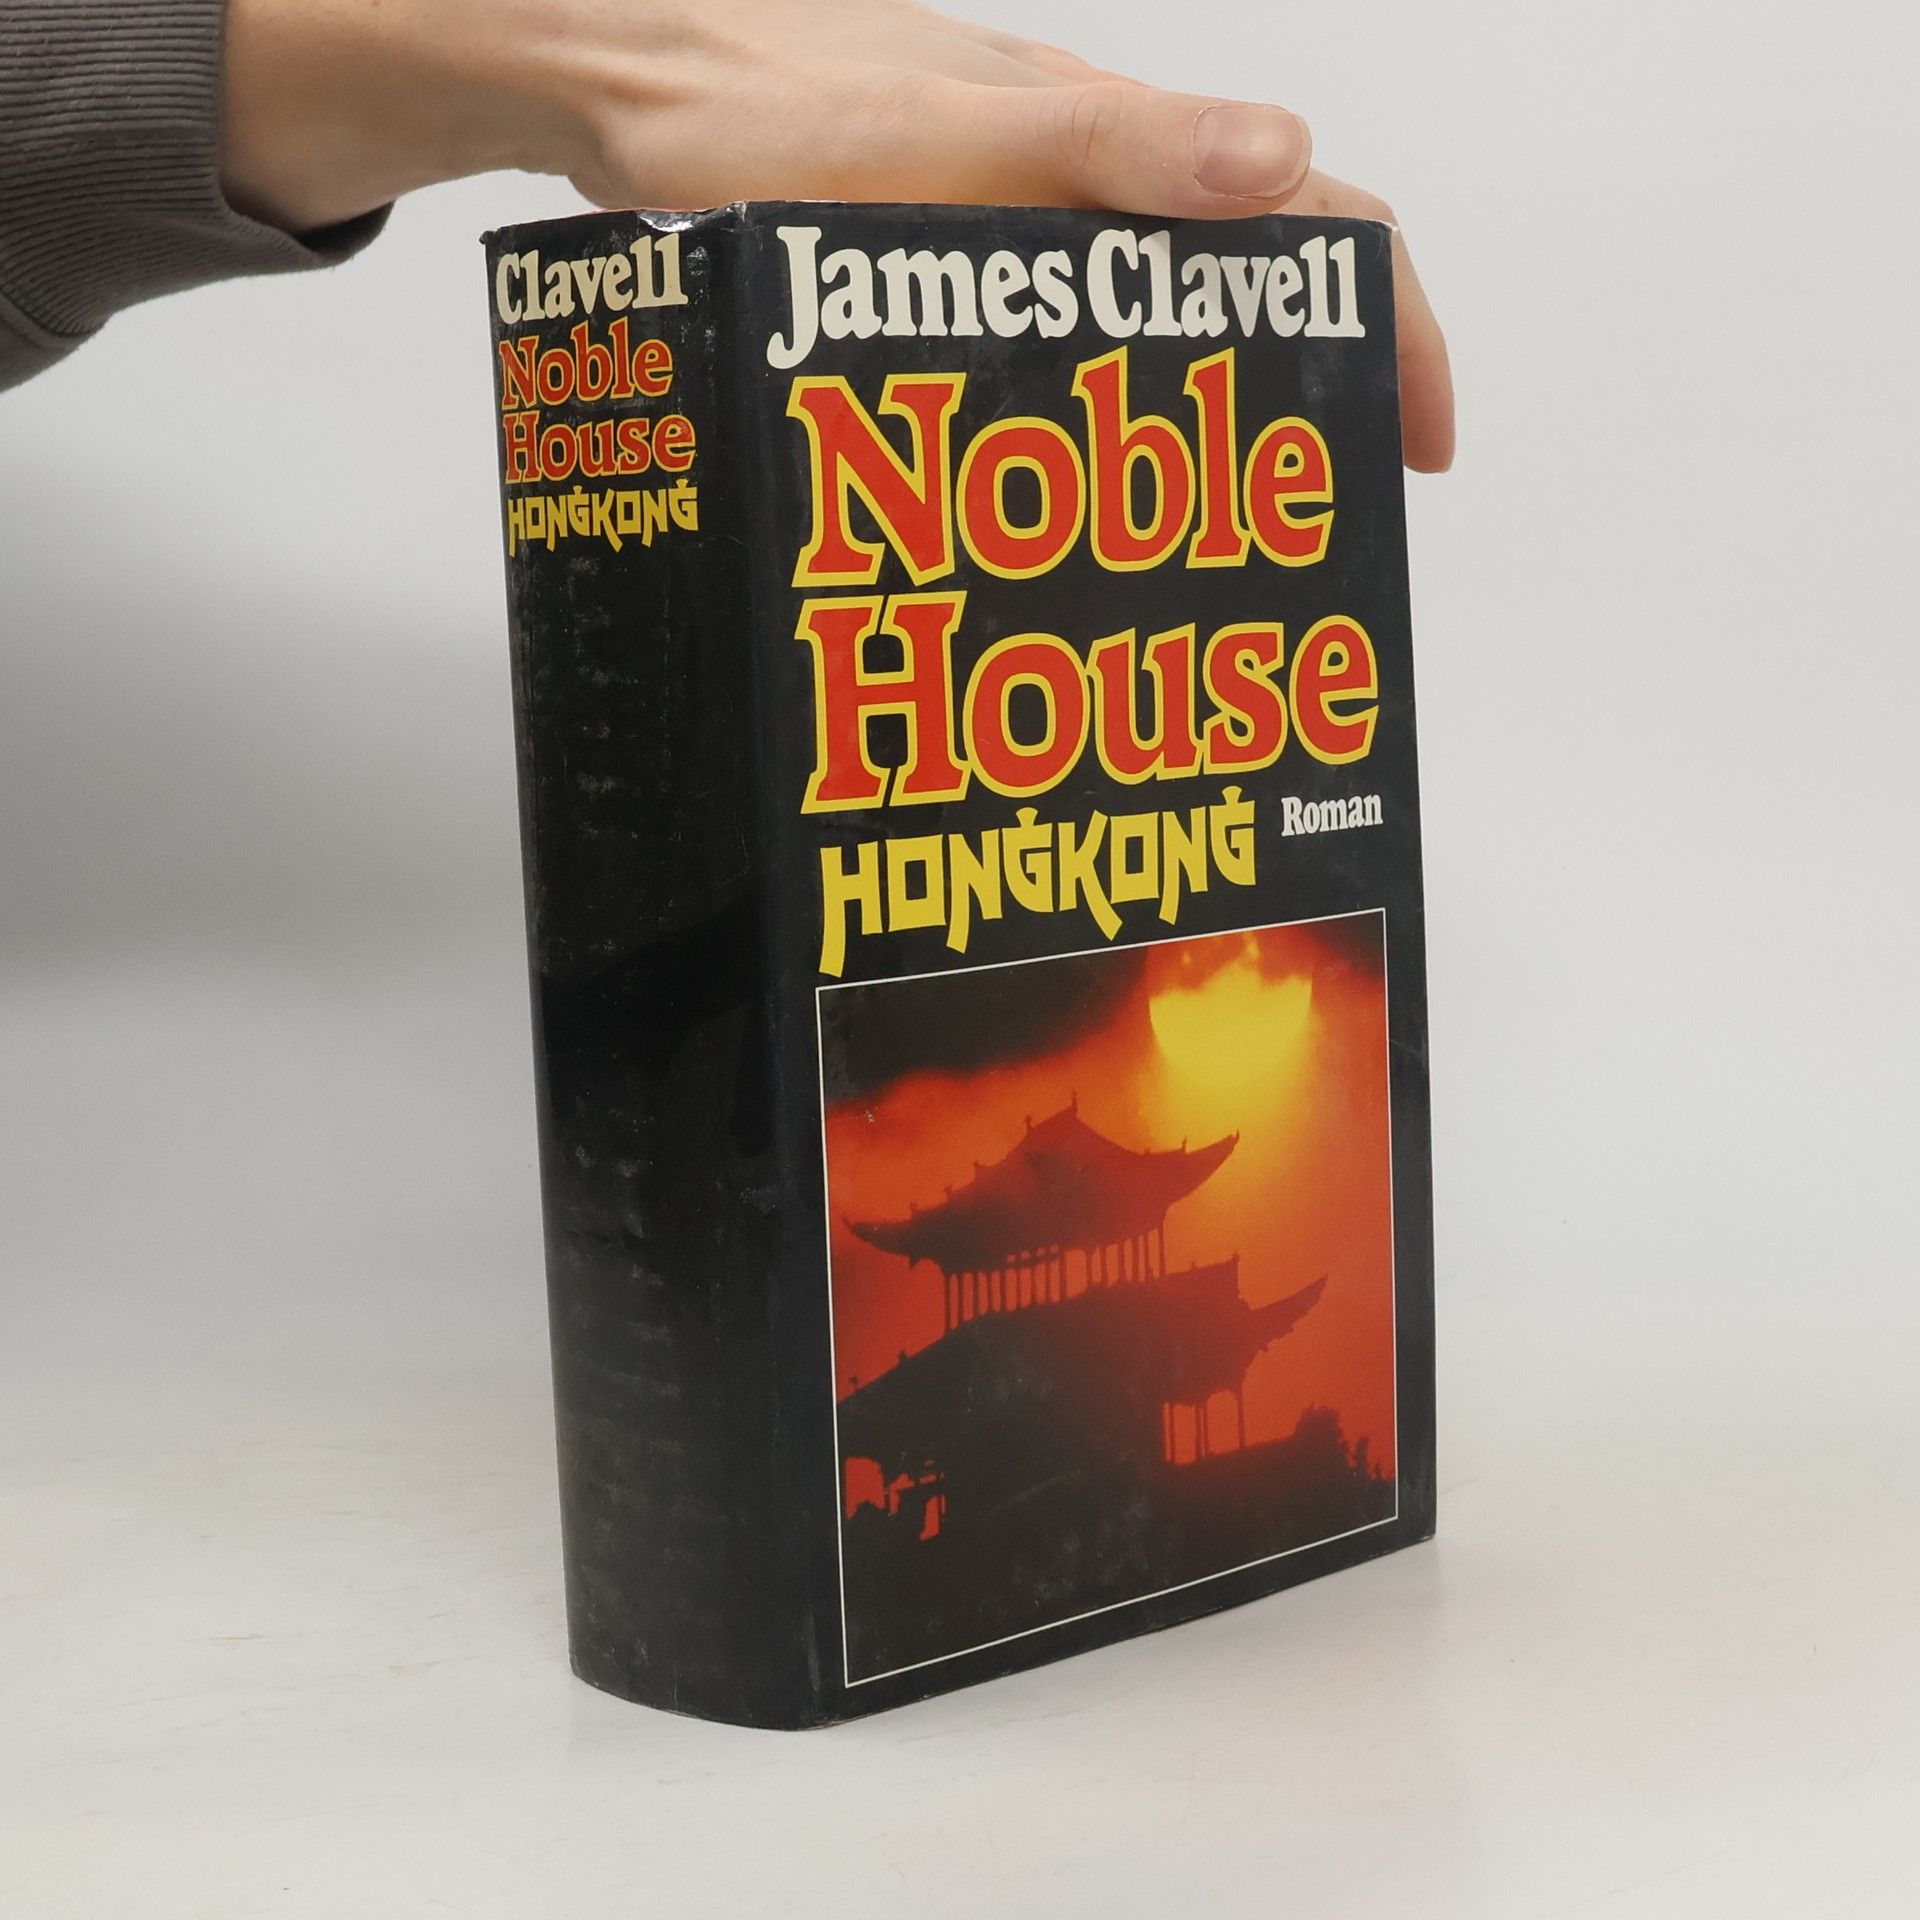 Clavell
Noble
House
HONGKONG
James Clavell
Noble
House
HONGKONG
Roman